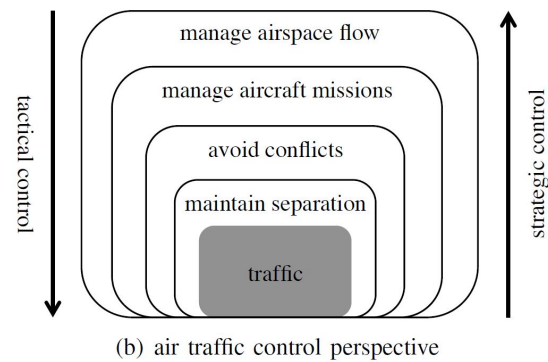 manage airspace flow
manage aircraft missions
avoid conflicts
maintain separation
traffic
tactical control
strategic control
(b) air traffic control perspective